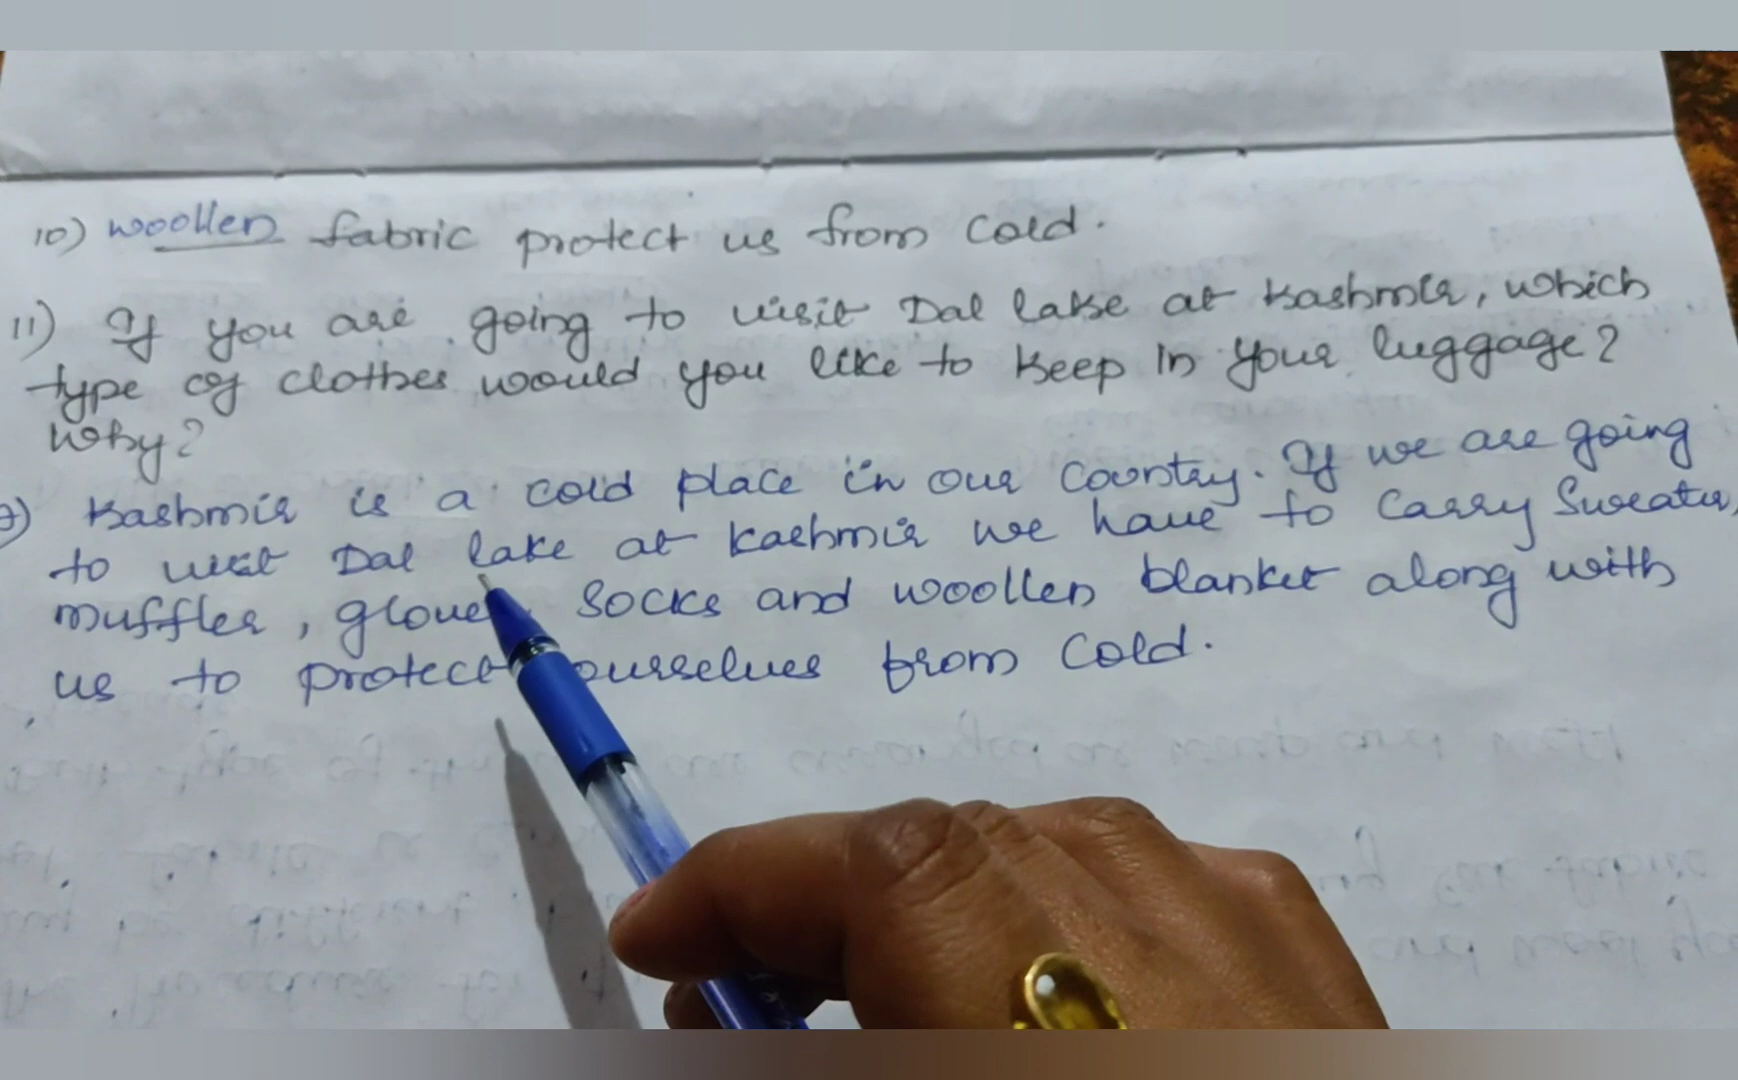 10) woollen fabric protect us from cold.
11) If you are going to visit Dal lake at Kashmir, which
type of clothes would you like to keep in your luggage?
Why?
Kashmir is a cold place in our country. If we are going
to visit Dal lake at Kashmir we have to carry Sweater,
muffler, glove socks and woollen blanket along with
us to protect ourselves from cold.